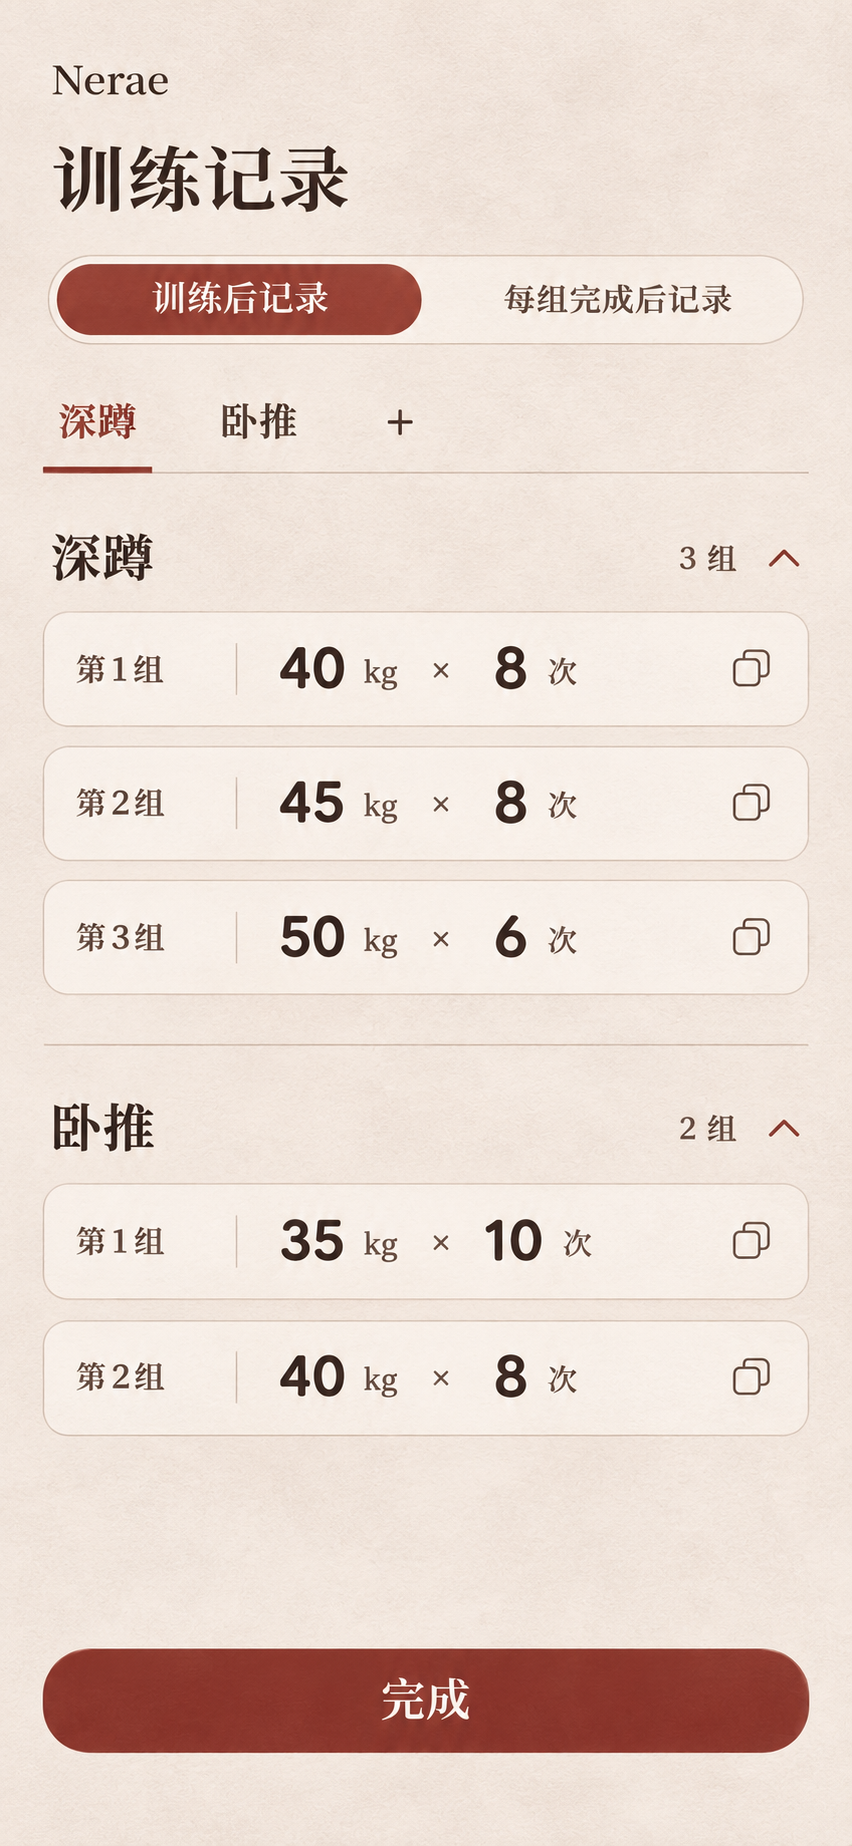 Nerae
训练记录
训练后记录 每组完成后记录
深蹲 卧推 +
深蹲 3 组
第1组 40 kg × 8 次
第2组 45 kg × 8 次
第3组 50 kg × 6 次
卧推 2 组
第1组 35 kg × 10 次
第2组 40 kg × 8 次
完成